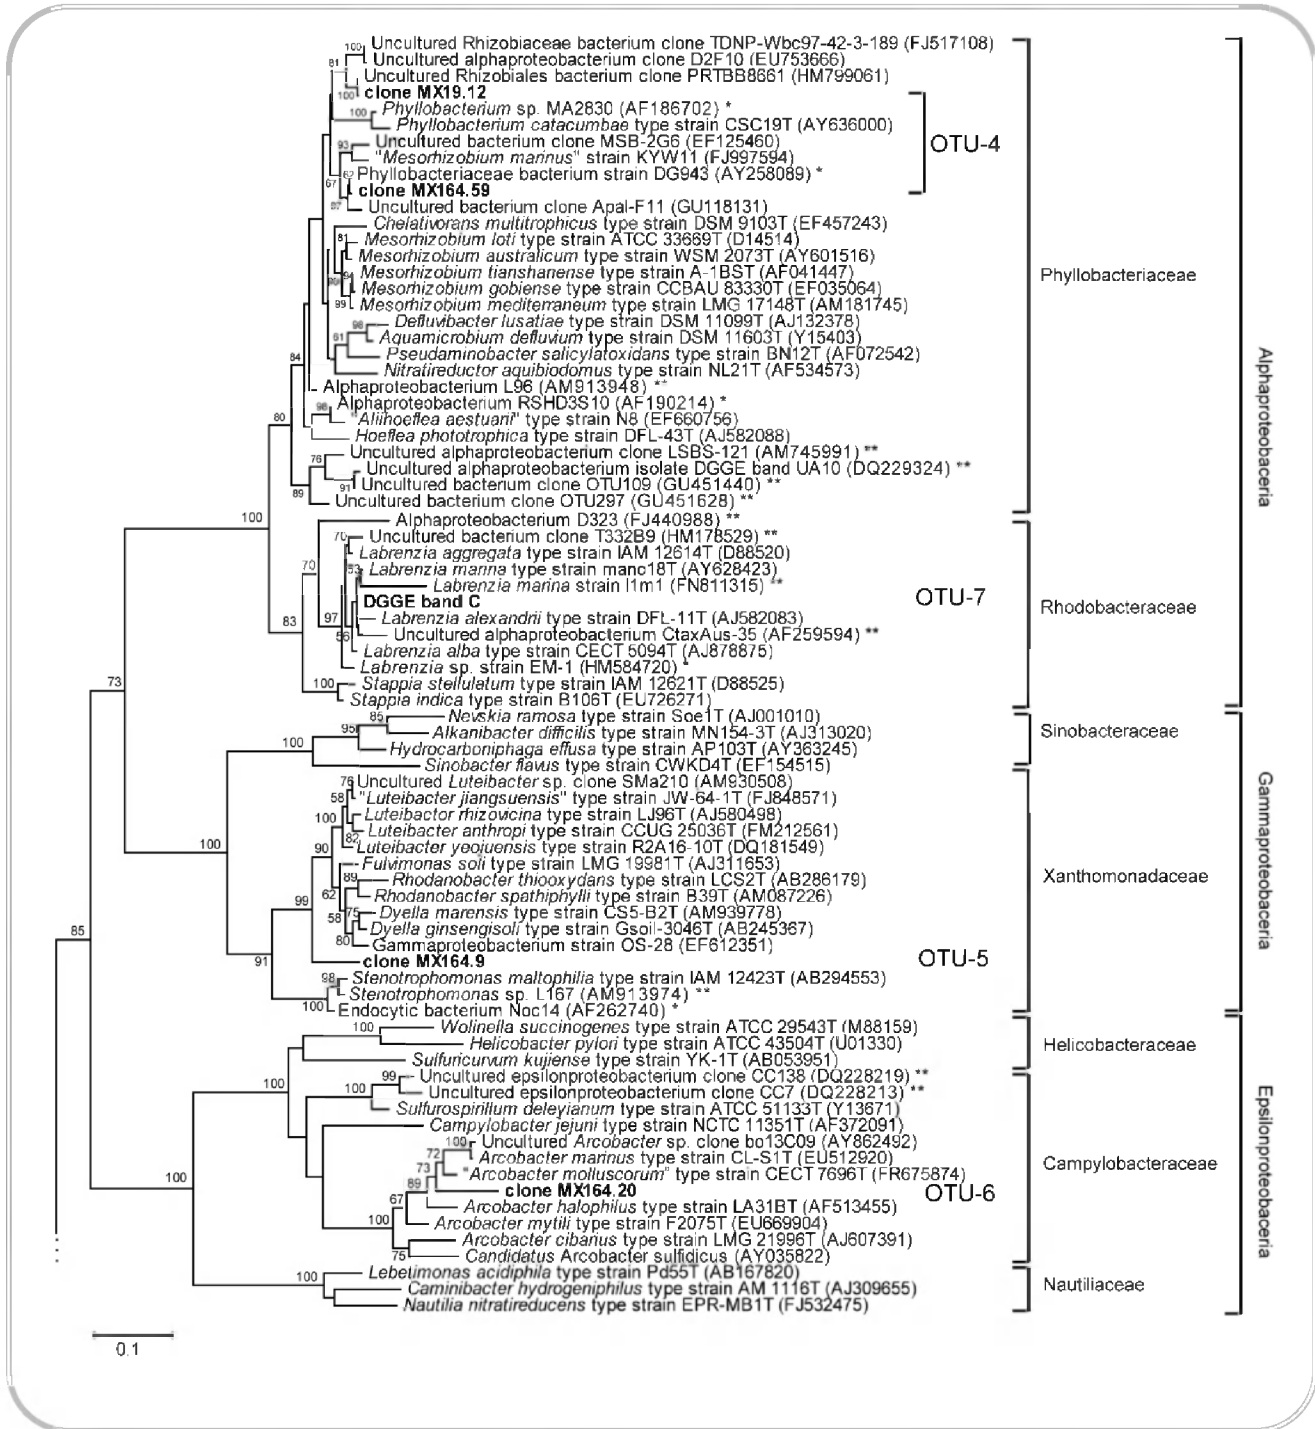 Uncultured Rhizobiaceae bacterium clone TDNP-Wbc97-42-3-189 (FJ517108)
Uncultured alphaproteobacterium clone D2F10 (EU753666)
Uncultured Rhizobiales bacterium clone PRTBB8661 (HM799061)
clone MX19.12
Phyllobacterium sp. MA2830 (AF186702) *
Phyllobacterium catacumbae type strain CSC19T (AY636000)
OTU-4
Uncultured bacterium clone MSB-2G6 (EF125460)
"Mesorhizobium marinus" strain KYW11 (FJ997594)
Phyllobacteriaceae bacterium strain DG943 (AY258089) *
clone MX164.59
Uncultured bacterium clone Apal-F11 (GU118131)
Chelativorans multitrophicus type strain DSM 9103T (EF457243)
Mesorhizobium loti type strain ATCC 33669T (D14514)
Mesorhizobium australicum type strain WSM 2073T (AY601516)
Mesorhizobium tianshanense type strain A-1BST (AF041447)
Mesorhizobium gobiense type strain CCBAU 83330T (EF035064)
Mesorhizobium mediterraneum type strain LMG 17148T (AM181745)
Defluvibacter lusatiae type strain DSM 11099T (AJ132378)
Aquamicrobium defluvium type strain DSM 11603T (Y15403)
Pseudaminobacter salicylatoxidans type strain BN12T (AF072542)
Nitratireductor aquibiodomus type strain NL21T (AF534573)
Alphaproteobacterium L96 (AM913948) **
Alphaproteobacterium RSHD3S10 (AF190214) *
"Aliihoeflea aestuarii" type strain N8 (EF660756)
Hoeflea phototrophica type strain DFL-43T (AJ582088)
Uncultured alphaproteobacterium clone LSBS-121 (AM745991) **
Uncultured alphaproteobacterium isolate DGGE band UA10 (DQ229324) **
Uncultured bacterium clone OTU109 (GU451440) **
Uncultured bacterium clone OTU297 (GU451628) **
Phyllobacteriaceae
Alphaproteobacterium D323 (FJ440988) **
Uncultured bacterium clone T332B9 (HM178529) **
Labrenzia aggregata type strain IAM 12614T (D88520)
Labrenzia marina type strain mano18T (AY628423)
Labrenzia marina strain I1m1 (FN811315) **
DGGE band C
OTU-7
Labrenzia alexandrii type strain DFL-11T (AJ582083)
Uncultured alphaproteobacterium CtaxAus-35 (AF259594) **
Labrenzia alba type strain CECT 5094T (AJ878875)
Labrenzia sp. strain EM-1 (HM584720) *
Stappia stellulatum type strain IAM 12621T (D88525)
Stappia indica type strain B106T (EU726271)
Rhodobacteraceae
Alphaproteobaceria
Nevskia ramosa type strain Soe1T (AJ001010)
Alkanibacter difficilis type strain MN154-3T (AJ313020)
Hydrocarboniphaga effusa type strain AP103T (AY363245)
Sinobacter flavus type strain CWKD4T (EF154515)
Sinobacteraceae
Uncultured Luteibacter sp. clone SMa210 (AM930508)
"Luteibacter jiangsuensis" type strain JW-64-1T (FJ848571)
Luteibactor rhizovicina type strain LJ96T (AJ580498)
Luteibacter anthropi type strain CCUG 25036T (FM212561)
Luteibacter yeojuensis type strain R2A16-10T (DQ181549)
Fulvimonas soli type strain LMG 19981T (AJ311653)
Rhodanobacter thiooxydans type strain LCS2T (AB286179)
Rhodanobacter spathiphylli type strain B39T (AM087226)
Dyella marensis type strain CS5-B2T (AM939778)
Dyella ginsengisoli type strain Gsoil-3046T (AB245367)
Gammaproteobacterium strain OS-28 (EF612351)
clone MX164.9
OTU-5
Stenotrophomonas maltophilia type strain IAM 12423T (AB294553)
Stenotrophomonas sp. L167 (AM913974) **
Endocytic bacterium Noc14 (AF262740) *
Xanthomonadaceae
Gammaproteobaceria
Wolinella succinogenes type strain ATCC 29543T (M88159)
Helicobacter pylori type strain ATCC 43504T (U01330)
Sulfuricurvum kujiense type strain YK-1T (AB053951)
Helicobacteraceae
Uncultured epsilonproteobacterium clone CC138 (DQ228219) **
Uncultured epsilonproteobacterium clone CC7 (DQ228213) **
Sulfurospirillum deleyianum type strain ATCC 51133T (Y13671)
Campylobacter jejuni type strain NCTC 11351T (AF372091)
Uncultured Arcobacter sp. clone bo13C09 (AY862492)
Arcobacter marinus type strain CL-S1T (EU512920)
"Arcobacter molluscorum" type strain CECT 7696T (FR675874)
clone MX164.20
OTU-6
Arcobacter halophilus type strain LA31BT (AF513455)
Arcobacter mytili type strain F2075T (EU669904)
Arcobacter cibarius type strain LMG 21996T (AJ607391)
Candidatus Arcobacter sulfidicus (AY035822)
Campylobacteraceae
Lebetimonas acidiphila type strain Pd55T (AB167820)
Caminibacter hydrogeniphilus type strain AM 1116T (AJ309655)
Nautilia nitratireducens type strain EPR-MB1T (FJ532475)
Nautiliaceae
Epsilonproteobaceria
0.1